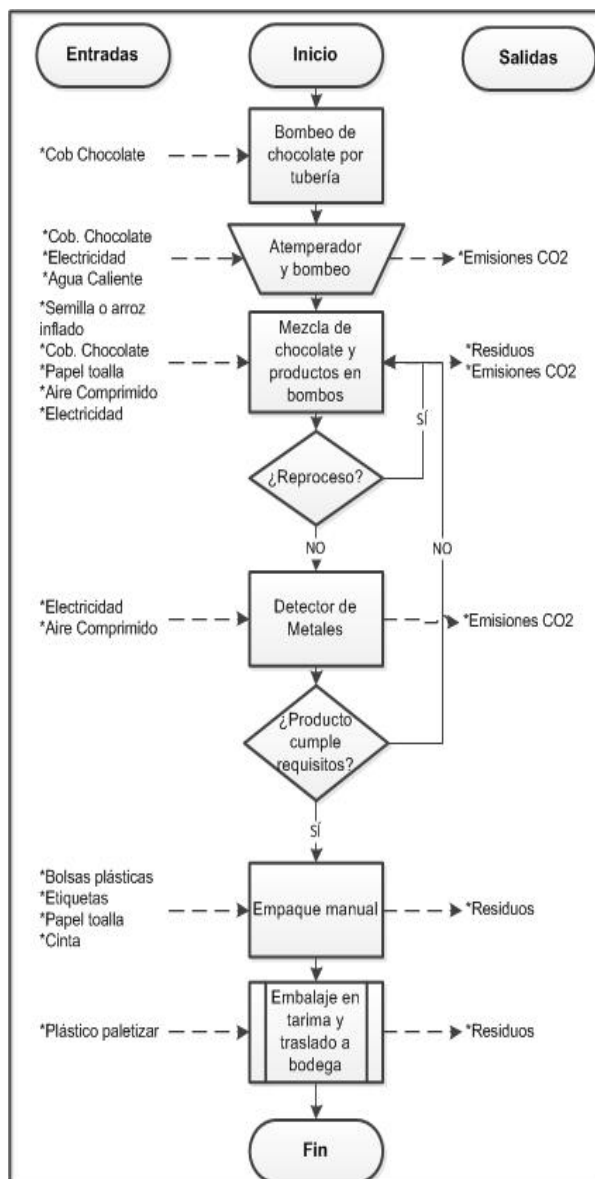 Entradas
Inicio
Salidas
*Cob Chocolate
Bombeo de
chocolate por
tubería
*Cob. Chocolate
*Electricidad
*Agua Caliente
Atemperador
y bombeo
*Emisiones CO2
*Semilla o arroz
inflado
*Cob. Chocolate
*Papel toalla
*Aire Comprimido
*Electricidad
Mezcla de
chocolate y
productos en
bombos
*Residuos
*Emisiones CO2
SÍ
¿Reproceso?
NO
NO
*Electricidad
*Aire Comprimido
Detector de
Metales
*Emisiones CO2
¿Producto
cumple
requisitos?
SÍ
*Bolsas plásticas
*Etiquetas
*Papel toalla
*Cinta
Empaque manual
*Residuos
*Plástico paletizar
Embalaje en
tarima y
traslado a
bodega
*Residuos
Fin